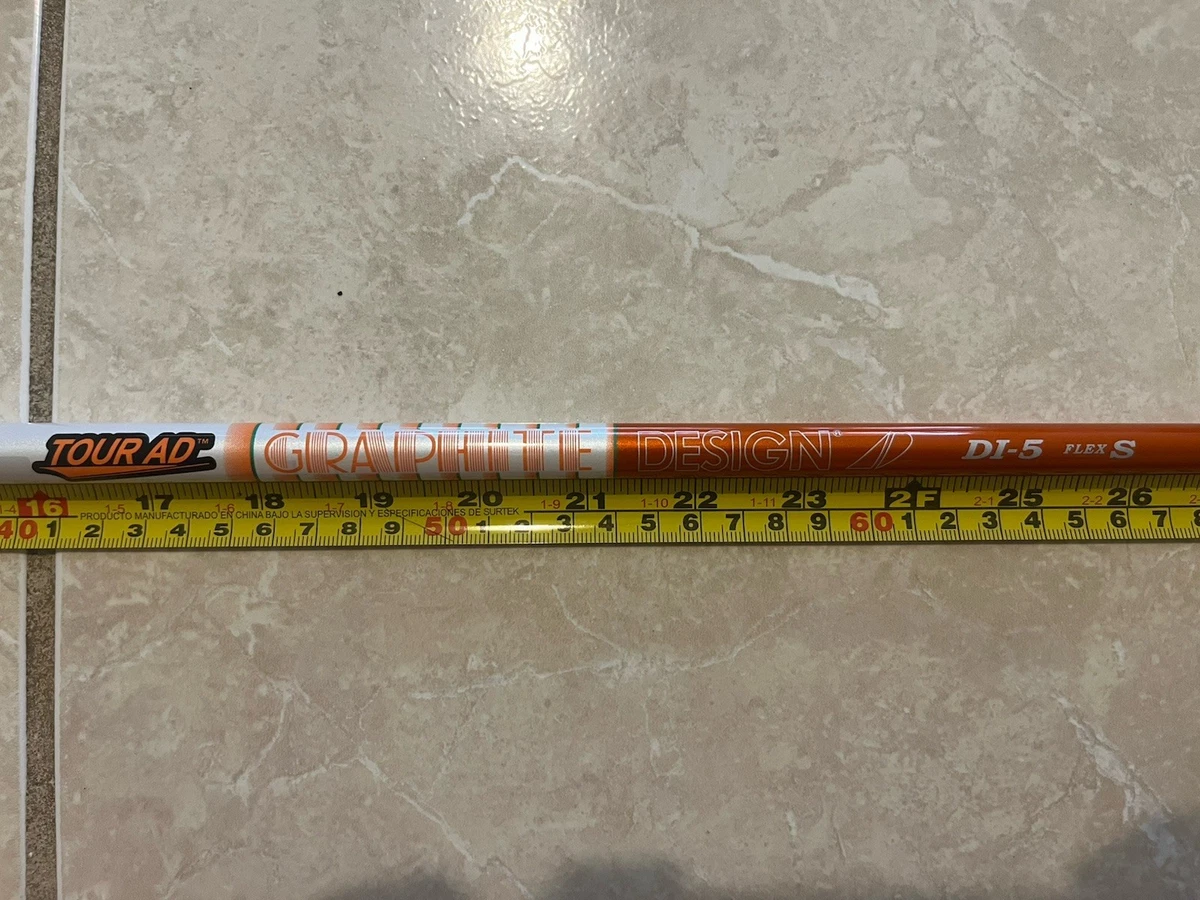 TOUR AD™ GRAPHITE DESIGN® DI-5 FLEX S
1-4 16 1-5 17 1-6 18 1-7 19 1-8 20 1-9 21 1-10 22 1-11 23 2F 2-1 25 2-2 26
PRODUCTO MANUFACTURADO EN CHINA BAJO LA SUPERVISION Y ESPECIFICACIONES DE SURTEK
40 1 2 3 4 5 6 7 8 9 50 1 2 3 4 5 6 7 8 9 60 1 2 3 4 5 6 7